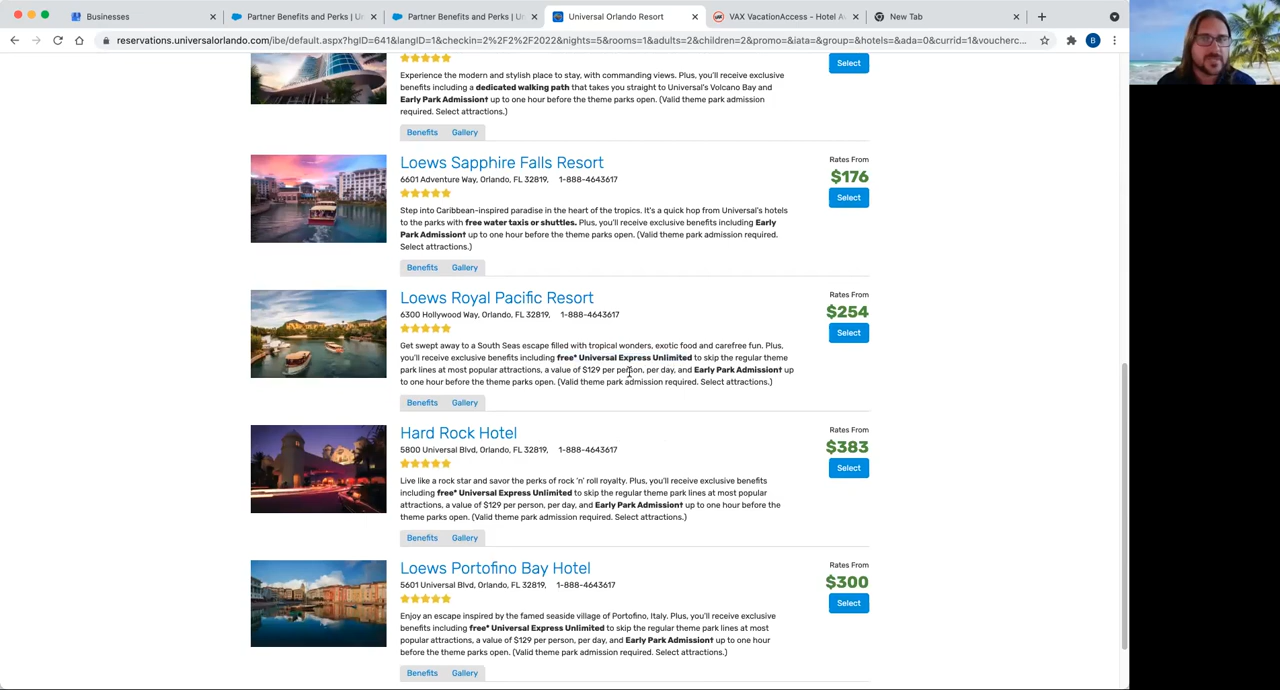 Businesses
Partner Benefits and Perks | Un
Partner Benefits and Perks | Un
Universal Orlando Resort
VAX VacationAccess - Hotel A
New Tab
reservations.universalorlando.com/ibe/default.aspx?hgID=641&langID=1&checkin=2%2F2%2F2022&nights=5&rooms=1&adults=2&children=2&promo=&iata=&group=&hotels=&ada=0&currid=1&voucherc...
B
Select
Experience the modern and stylish place to stay, with commanding views. Plus, you'll receive exclusive
benefits including a dedicated walking path that takes you straight to Universal's Volcano Bay and
Early Park Admission† up to one hour before the theme parks open. (Valid theme park admission
required. Select attractions.)
Benefits Gallery
Loews Sapphire Falls Resort
6601 Adventure Way, Orlando, FL 32819, 1-888-4643617
Step into Caribbean-inspired paradise in the heart of the tropics. It's a quick hop from Universal's hotels
to the parks with free water taxis or shuttles. Plus, you'll receive exclusive benefits including Early
Park Admission† up to one hour before the theme parks open. (Valid theme park admission required.
Select attractions.)
Benefits Gallery
Rates From
$176
Select
Loews Royal Pacific Resort
6300 Hollywood Way, Orlando, FL 32819, 1-888-4643617
Get swept away to a South Seas escape filled with tropical wonders, exotic food and carefree fun. Plus,
you'll receive exclusive benefits including free* Universal Express Unlimited to skip the regular theme
park lines at most popular attractions, a value of $129 per person, per day, and Early Park Admission† up
to one hour before the theme parks open. (Valid theme park admission required. Select attractions.)
Benefits Gallery
Rates From
$254
Select
Hard Rock Hotel
5800 Universal Blvd, Orlando, FL 32819, 1-888-4643617
Live like a rock star and savor the perks of rock 'n' roll royalty. Plus, you'll receive exclusive benefits
including free* Universal Express Unlimited to skip the regular theme park lines at most popular
attractions, a value of $129 per person, per day, and Early Park Admission† up to one hour before the
theme parks open. (Valid theme park admission required. Select attractions.)
Benefits Gallery
Rates From
$383
Select
Loews Portofino Bay Hotel
5601 Universal Blvd, Orlando, FL 32819, 1-888-4643617
Enjoy an escape inspired by the famed seaside village of Portofino, Italy. Plus, you'll receive exclusive
benefits including free* Universal Express Unlimited to skip the regular theme park lines at most
popular attractions, a value of $129 per person, per day, and Early Park Admission† up to one hour
before the theme parks open. (Valid theme park admission required. Select attractions.)
Benefits Gallery
Rates From
$300
Select